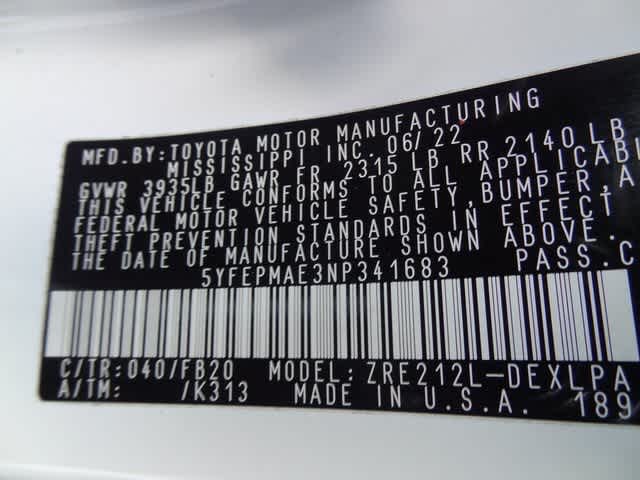 MFD.BY:TOYOTA MOTOR MANUFACTURING
MISSISSIPPI INC. 06/22
GVWR 3935LB GAWR FR 2315 LB RR 2140 LB
THIS VEHICLE CONFORMS TO ALL APPLICABL
FEDERAL MOTOR VEHICLE SAFETY,BUMPER,A
THEFT PREVENTION STANDARDS IN EFFECT
THE DATE OF MANUFACTURE SHOWN ABOVE.
5YFEPMAE3NP341683 PASS.C
C/TR:040/FB20 MODEL:ZRE212L-DEXLPA
A/TM: /K313 MADE IN U.S.A. 189